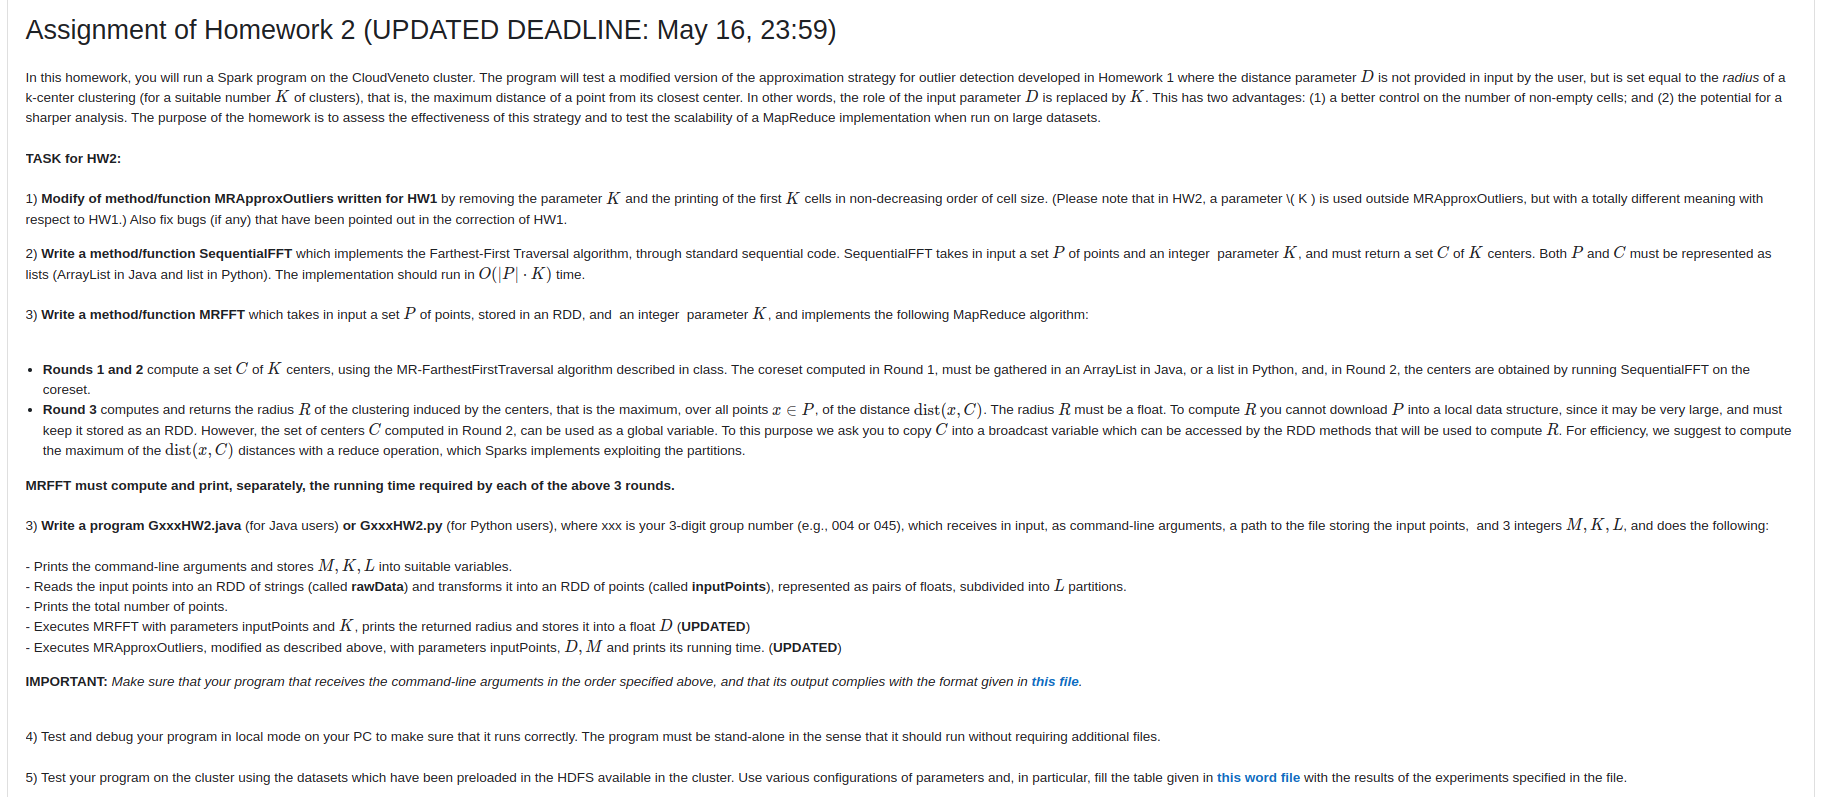 Assignment of Homework 2 (UPDATED DEADLINE: May 16, 23:59)
In this homework, you will run a Spark program on the CloudVeneto cluster. The program will test a modified version of the approximation strategy for outlier detection developed in Homework 1 where the distance parameter D is not provided in input by the user, but is set equal to the radius of a
k-center clustering (for a suitable number K of clusters), that is, the maximum distance of a point from its closest center. In other words, the role of the input parameter D is replaced by K. This has two advantages: (1) a better control on the number of non-empty cells; and (2) the potential for a
sharper analysis. The purpose of the homework is to assess the effectiveness of this strategy and to test the scalability of a MapReduce implementation when run on large datasets.
TASK for HW2:
1) Modify of method/function MRApproxOutliers written for HW1 by removing the parameter K and the printing of the first K cells in non-decreasing order of cell size. (Please note that in HW2, a parameter \( K ) is used outside MRApproxOutliers, but with a totally different meaning with
respect to HW1.) Also fix bugs (if any) that have been pointed out in the correction of HW1.
2) Write a method/function SequentialFFT which implements the Farthest-First Traversal algorithm, through standard sequential code. SequentialFFT takes in input a set P of points and an integer parameter K, and must return a set C of K centers. Both P and C must be represented as
lists (ArrayList in Java and list in Python). The implementation should run in O(|P| · K) time.
3) Write a method/function MRFFT which takes in input a set P of points, stored in an RDD, and an integer parameter K, and implements the following MapReduce algorithm:
• Rounds 1 and 2 compute a set C of K centers, using the MR-FarthestFirstTraversal algorithm described in class. The coreset computed in Round 1, must be gathered in an ArrayList in Java, or a list in Python, and, in Round 2, the centers are obtained by running SequentialFFT on the
coreset.
• Round 3 computes and returns the radius R of the clustering induced by the centers, that is the maximum, over all points x ∈ P, of the distance dist(x, C). The radius R must be a float. To compute R you cannot download P into a local data structure, since it may be very large, and must
keep it stored as an RDD. However, the set of centers C computed in Round 2, can be used as a global variable. To this purpose we ask you to copy C into a broadcast variable which can be accessed by the RDD methods that will be used to compute R. For efficiency, we suggest to compute
the maximum of the dist(x, C) distances with a reduce operation, which Sparks implements exploiting the partitions.
MRFFT must compute and print, separately, the running time required by each of the above 3 rounds.
3) Write a program GxxxHW2.java (for Java users) or GxxxHW2.py (for Python users), where xxx is your 3-digit group number (e.g., 004 or 045), which receives in input, as command-line arguments, a path to the file storing the input points, and 3 integers M, K, L, and does the following:
- Prints the command-line arguments and stores M, K, L into suitable variables.
- Reads the input points into an RDD of strings (called rawData) and transforms it into an RDD of points (called inputPoints), represented as pairs of floats, subdivided into L partitions.
- Prints the total number of points.
- Executes MRFFT with parameters inputPoints and K, prints the returned radius and stores it into a float D (UPDATED)
- Executes MRApproxOutliers, modified as described above, with parameters inputPoints, D, M and prints its running time. (UPDATED)
IMPORTANT: Make sure that your program that receives the command-line arguments in the order specified above, and that its output complies with the format given in this file.
4) Test and debug your program in local mode on your PC to make sure that it runs correctly. The program must be stand-alone in the sense that it should run without requiring additional files.
5) Test your program on the cluster using the datasets which have been preloaded in the HDFS available in the cluster. Use various configurations of parameters and, in particular, fill the table given in this word file with the results of the experiments specified in the file.